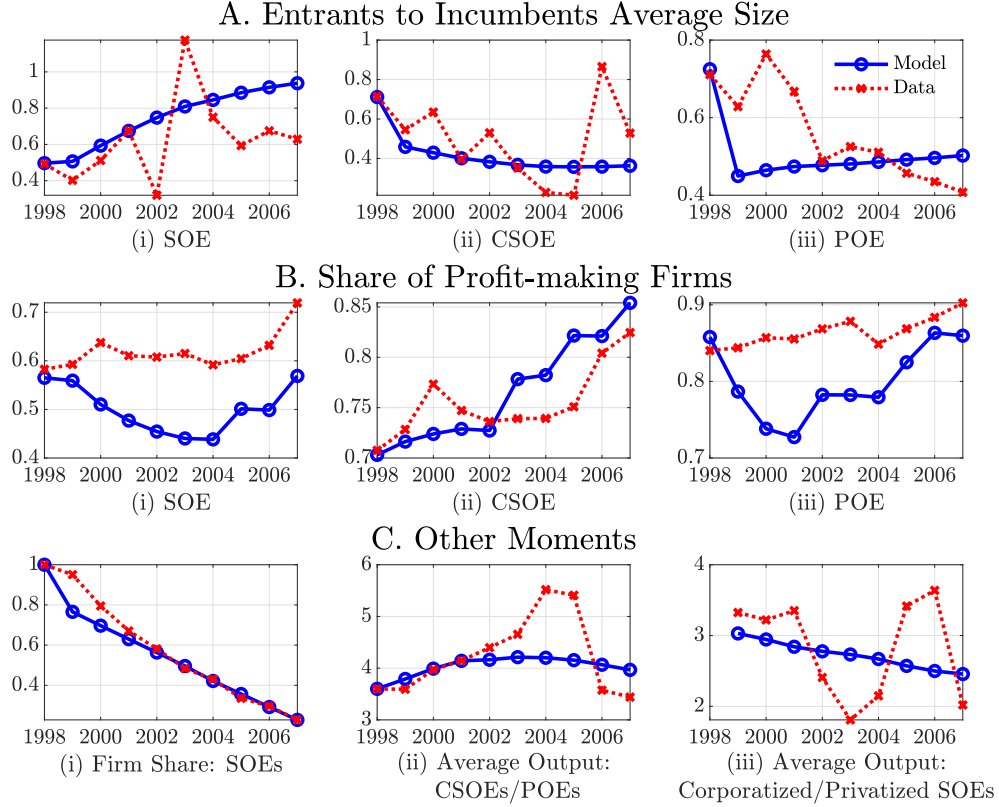 A. Entrants to Incumbents Average Size
1
0.8
0.6
0.4
1998 2000 2002 2004 2006
(i) SOE
1
0.8
0.6
0.4
1998 2000 2002 2004 2006
(ii) CSOE
0.8
0.6
0.4
1998 2000 2002 2004 2006
(iii) POE
Model
Data
B. Share of Profit-making Firms
0.7
0.6
0.5
0.4
1998 2000 2002 2004 2006
(i) SOE
0.85
0.8
0.75
0.7
1998 2000 2002 2004 2006
(ii) CSOE
0.9
0.8
0.7
1998 2000 2002 2004 2006
(iii) POE
C. Other Moments
1
0.8
0.6
0.4
1998 2000 2002 2004 2006
(i) Firm Share: SOEs
6
5
4
3
1998 2000 2002 2004 2006
(ii) Average Output:
CSOEs/POEs
4
3
2
1998 2000 2002 2004 2006
(iii) Average Output:
Corporatized/Privatized SOEs